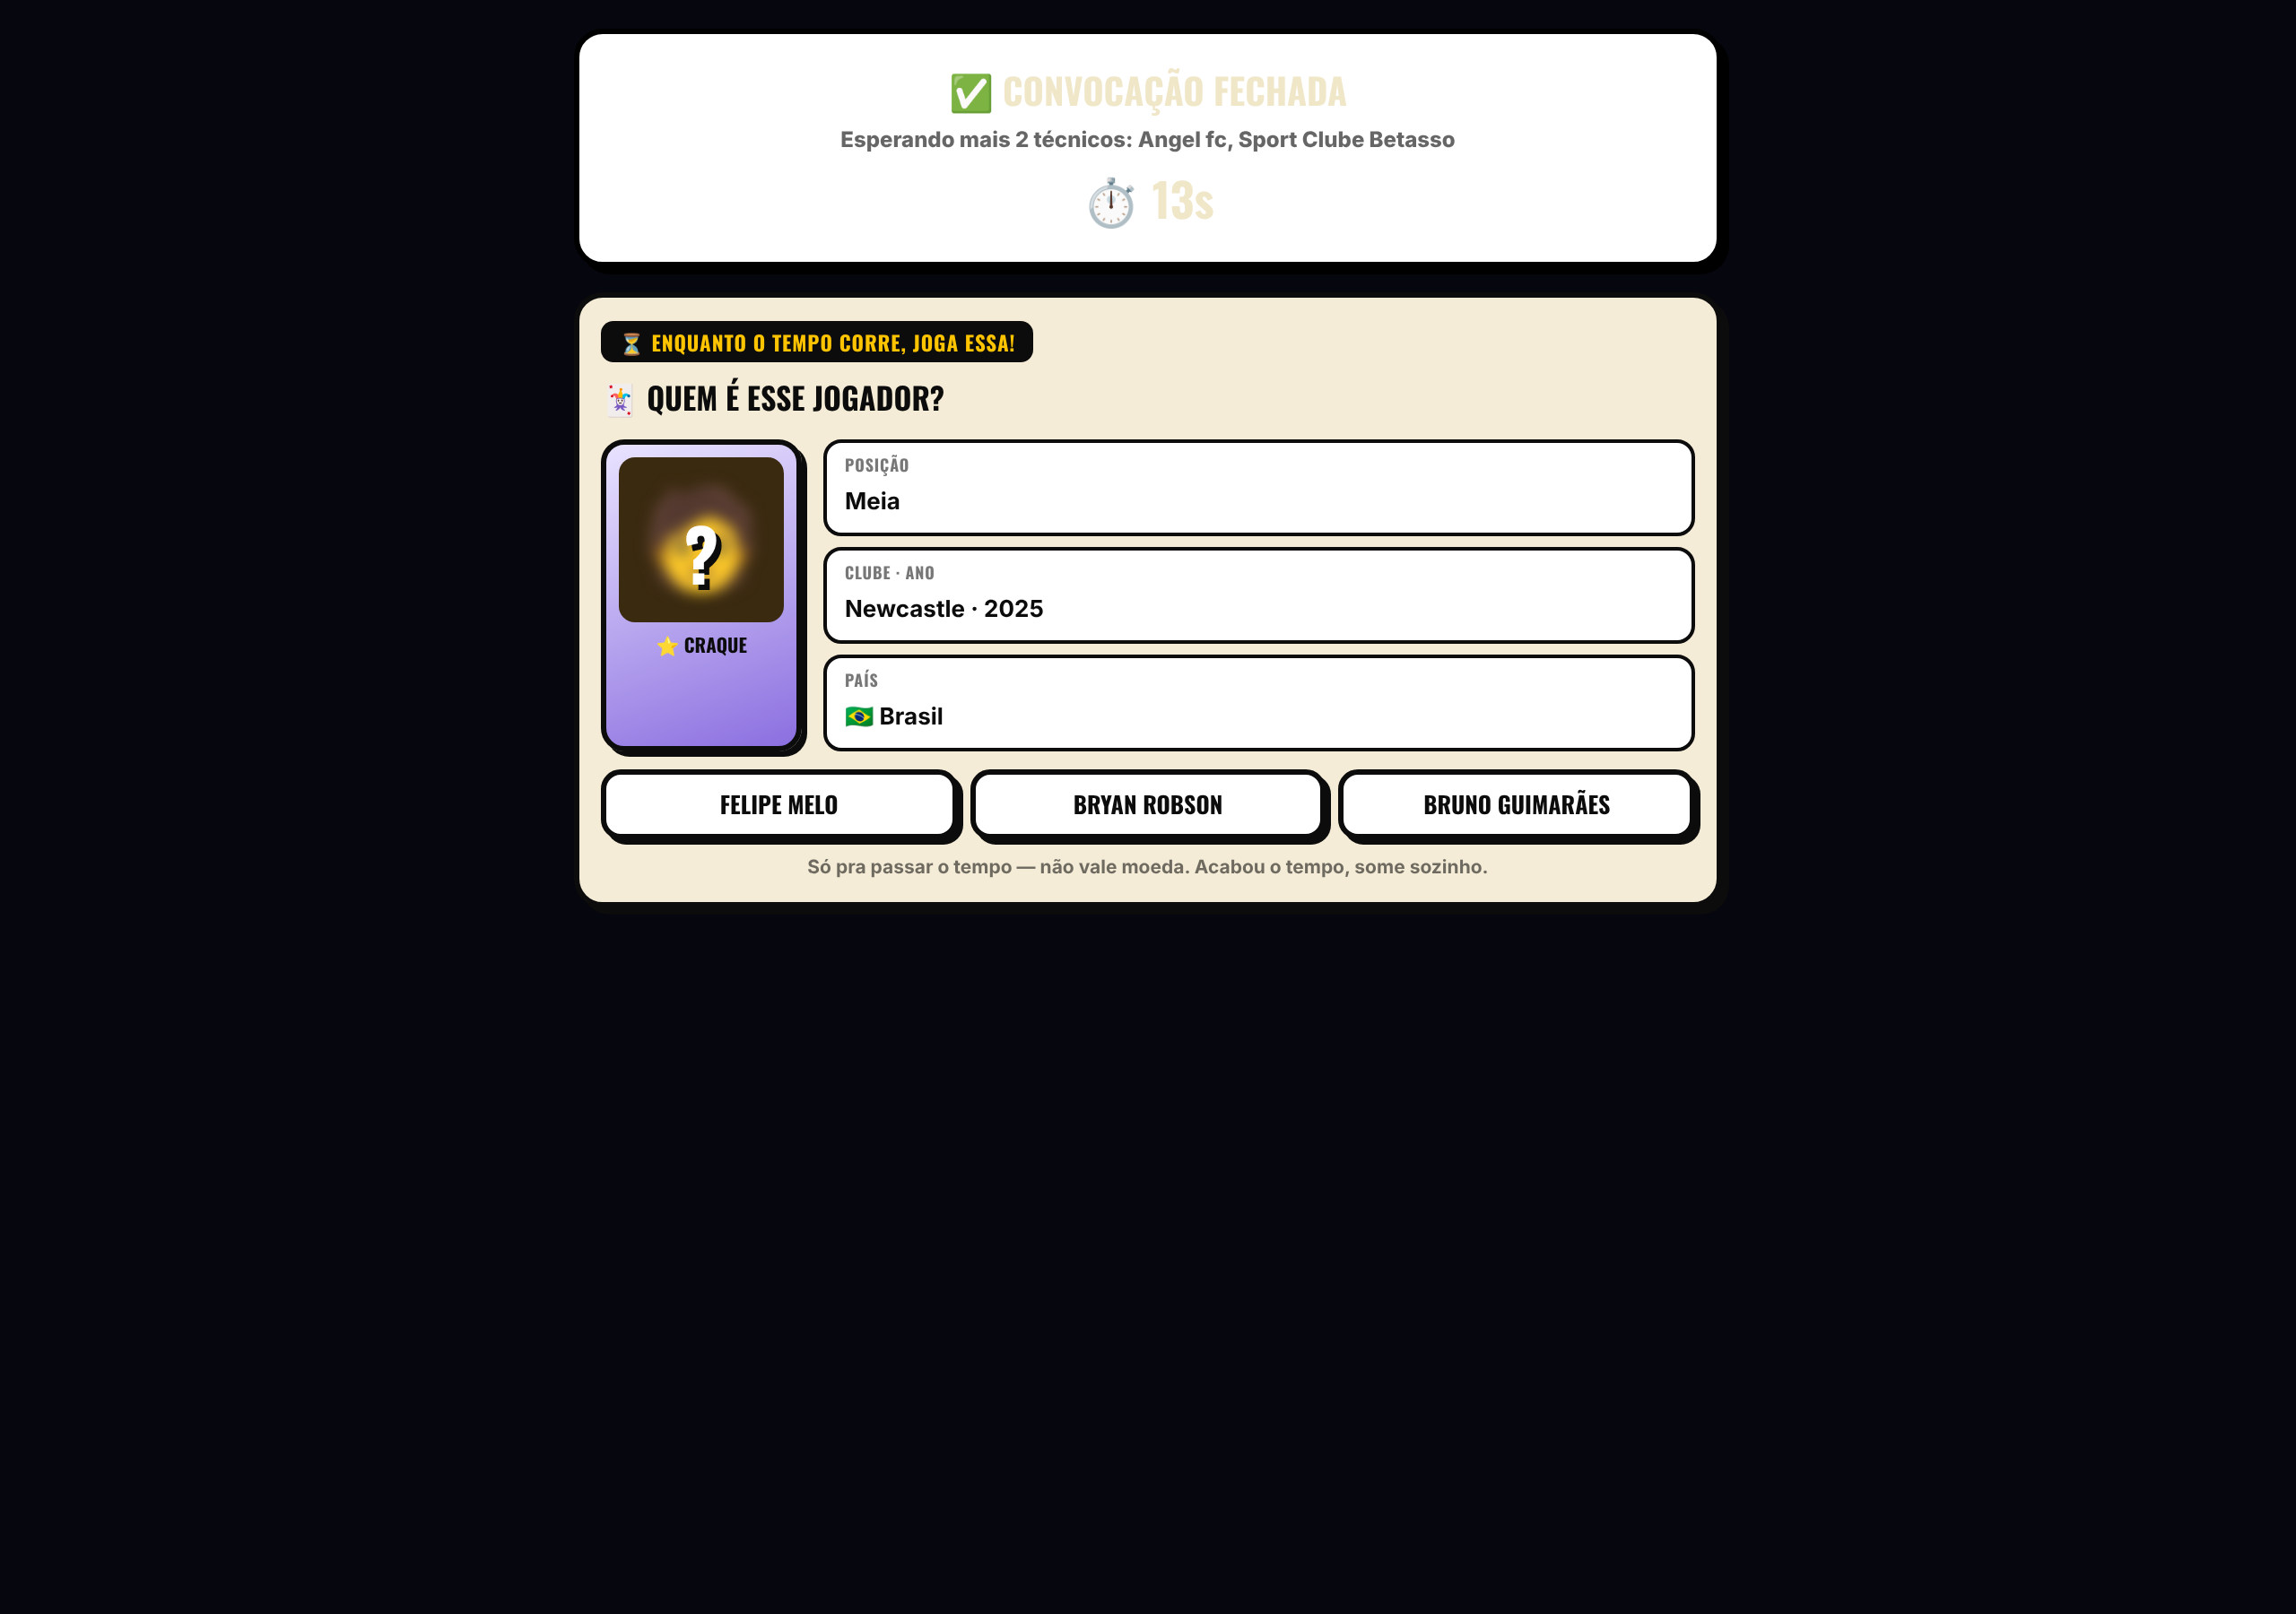 ✅ CONVOCAÇÃO FECHADA
Esperando mais 2 técnicos: Angel fc, Sport Clube Betasso
⏱️ 13s
⏳ ENQUANTO O TEMPO CORRE, JOGA ESSA!
🃏 QUEM É ESSE JOGADOR?
?
⭐ CRAQUE
POSIÇÃO
Meia
CLUBE · ANO
Newcastle · 2025
PAÍS
🇧🇷 Brasil
FELIPE MELO
BRYAN ROBSON
BRUNO GUIMARÃES
Só pra passar o tempo — não vale moeda. Acabou o tempo, some sozinho.